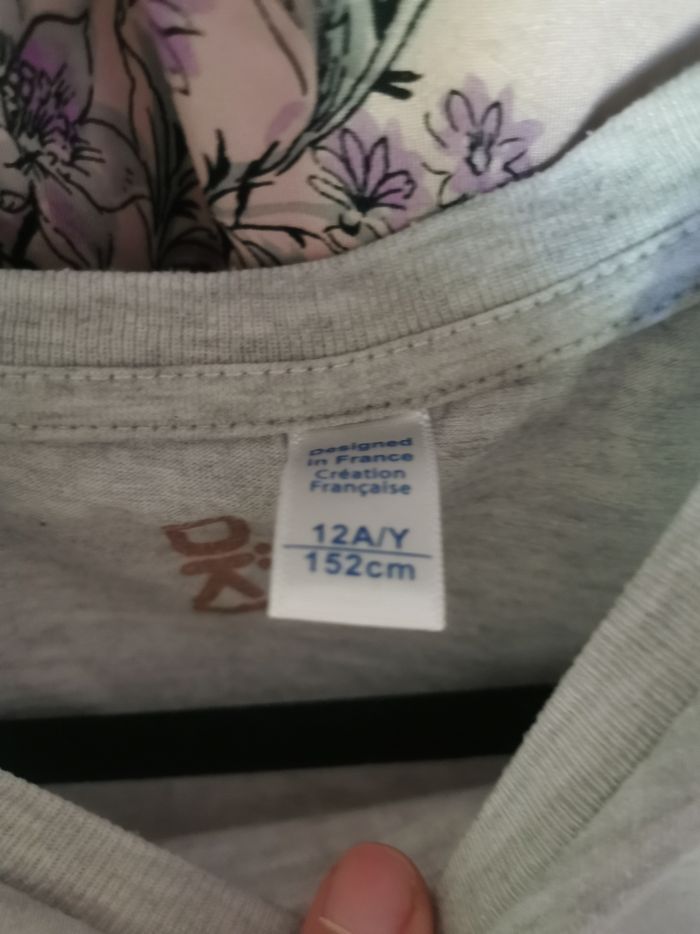 Designed
in France
Création
Française
12A/Y
152cm